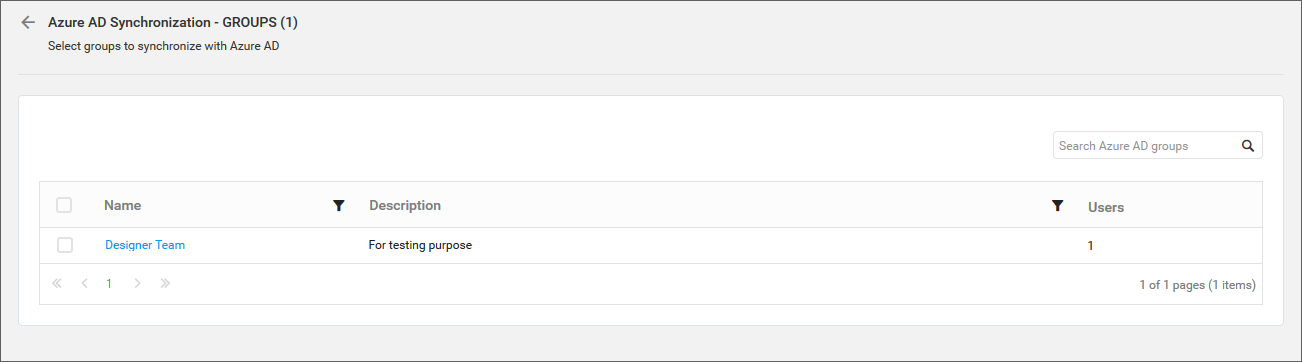 Azure AD Synchronization - GROUPS (1)
Select groups to synchronize with Azure AD
Search Azure AD groups
Name Description Users
Designer Team For testing purpose 1
1 1 of 1 pages (1 items)